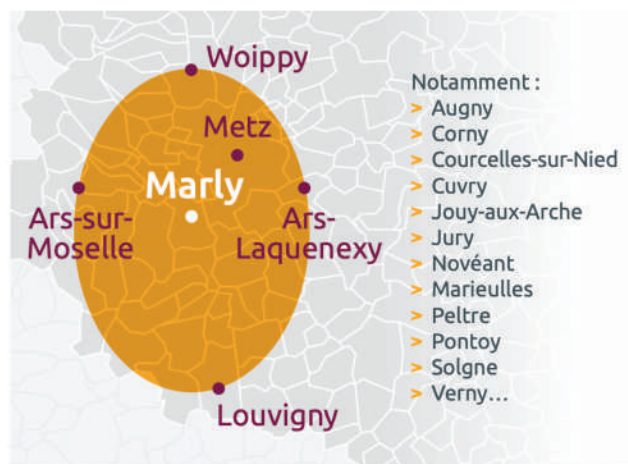 Woippy
Metz
Marly
Ars-sur-
Moselle
Ars-
Laquenexy
Louvigny
Notamment :
> Augny
> Corny
> Courcelles-sur-Nied
> Cuvry
> Jouy-aux-Arche
> Jury
> Novéant
> Marieulles
> Peltre
> Pontoy
> Solgne
> Verny…